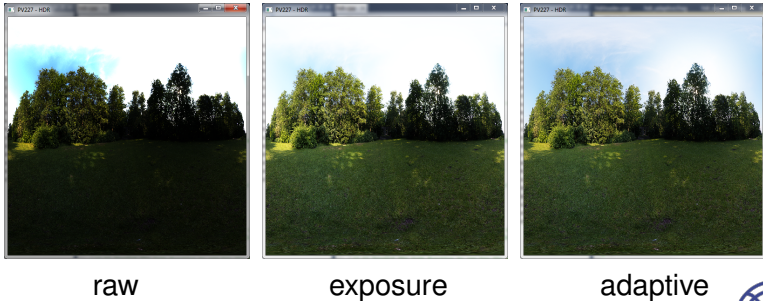 PV227 - HDR
PV227 - HDR
PV227 - HDR
raw
exposure
adaptive